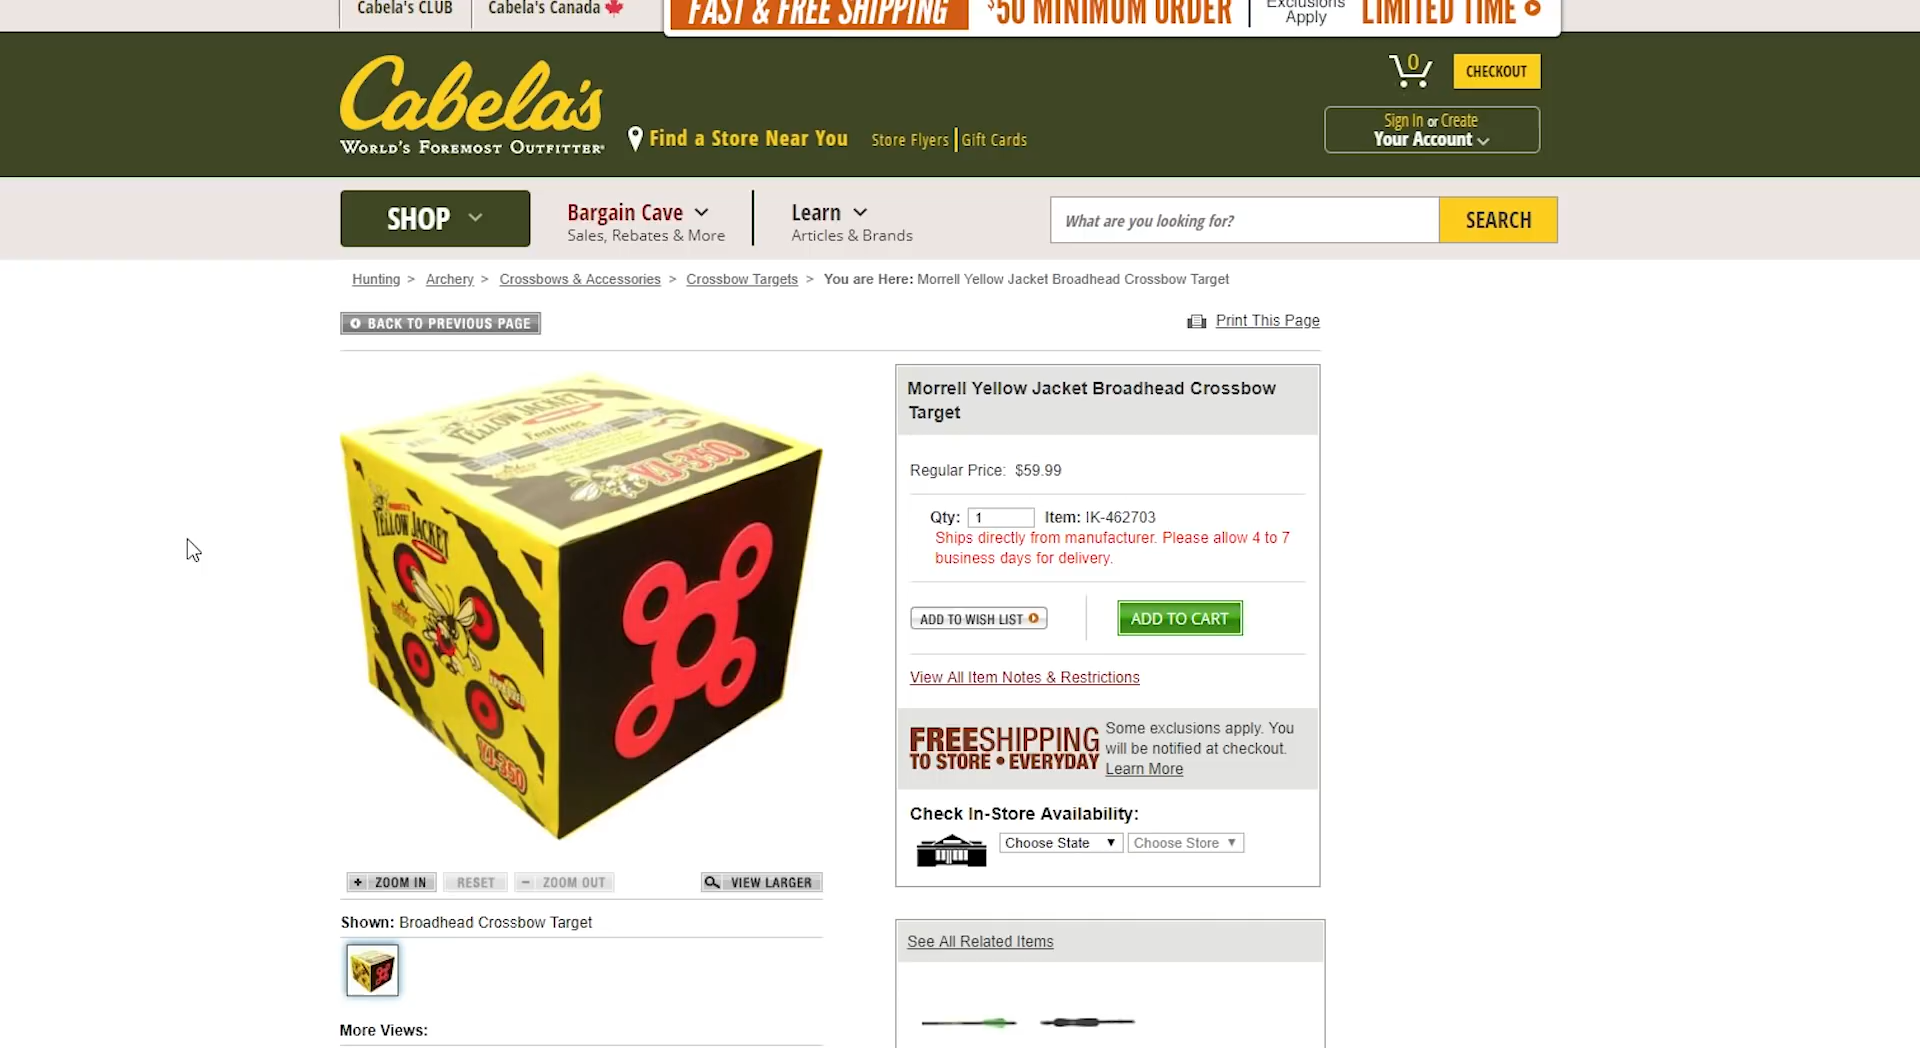 Cabela's CLUB
Cabela's Canada
FAST & FREE SHIPPING
$50 MINIMUM ORDER
Exclusions
Apply
LIMITED TIME
Cabela's
WORLD'S FOREMOST OUTFITTER®
Find a Store Near You
Store Flyers
Gift Cards
0
CHECKOUT
Sign In or Create
Your Account
SHOP
Bargain Cave
Sales, Rebates & More
Learn
Articles & Brands
What are you looking for?
SEARCH
Hunting > Archery > Crossbows & Accessories > Crossbow Targets > You are Here: Morrell Yellow Jacket Broadhead Crossbow Target
BACK TO PREVIOUS PAGE
Print This Page
YELLOW JACKET
Features
YJ-350
YELLOW JACKET
YJ-350
Morrell Yellow Jacket Broadhead Crossbow
Target
Regular Price: $59.99
Qty: 1 Item: IK-462703
Ships directly from manufacturer. Please allow 4 to 7
business days for delivery.
ADD TO WISH LIST
ADD TO CART
View All Item Notes & Restrictions
FREE SHIPPING
TO STORE • EVERYDAY
Some exclusions apply. You
will be notified at checkout.
Learn More
Check In-Store Availability:
Choose State
Choose Store
+ ZOOM IN
RESET
− ZOOM OUT
VIEW LARGER
Shown: Broadhead Crossbow Target
More Views:
See All Related Items